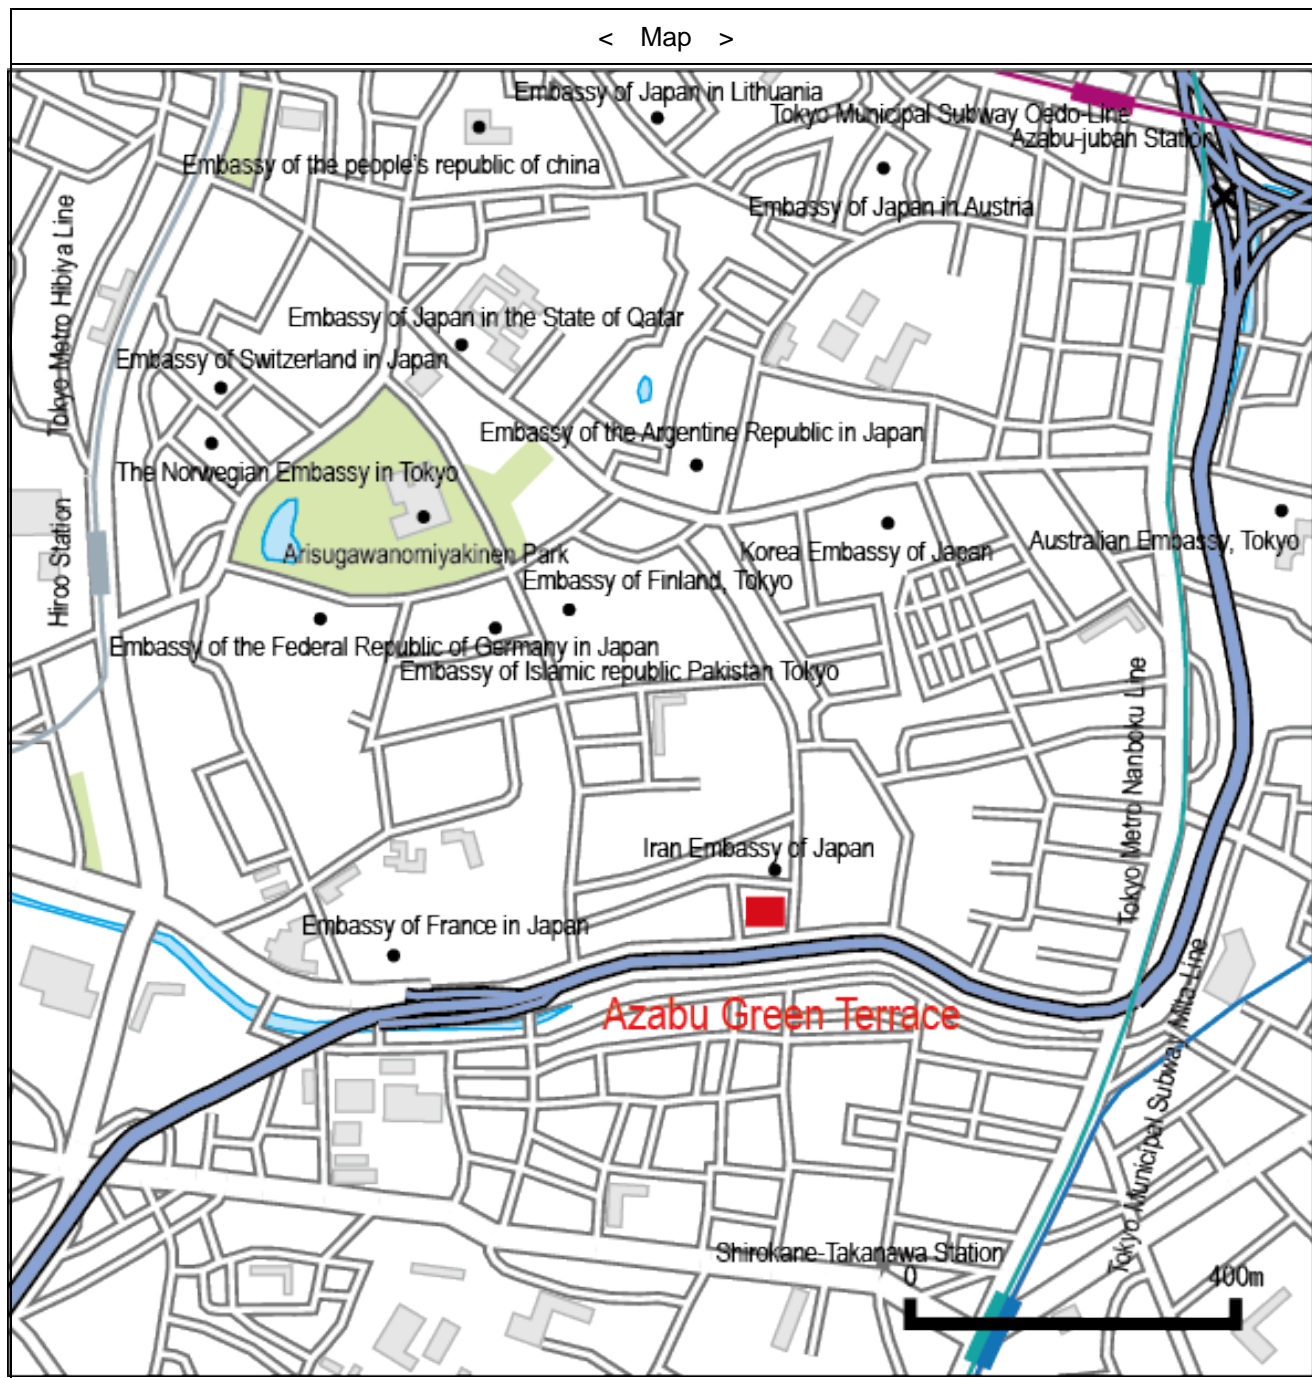 < Map >
Embassy of Japan in Lithuania
Tokyo Municipal Subway Oedo-Line
Azabu-juban Station
Embassy of the people's republic of china
Embassy of Japan in Austria
Tokyo Metro Hibiya Line
Embassy of Japan in the State of Qatar
Embassy of Switzerland in Japan
Embassy of the Argentine Republic in Japan
The Norwegian Embassy in Tokyo
Hiroo Station
Arisugawanomiyakinen Park
Korea Embassy of Japan
Australian Embassy, Tokyo
Embassy of Finland, Tokyo
Embassy of the Federal Republic of Germany in Japan
Embassy of Islamic republic Pakistan Tokyo
Tokyo Metro Nanboku Line
Iran Embassy of Japan
Embassy of France in Japan
Azabu Green Terrace
Tokyo Municipal Subway Mita-Line
Shirokane-Takanawa Station
0 400m